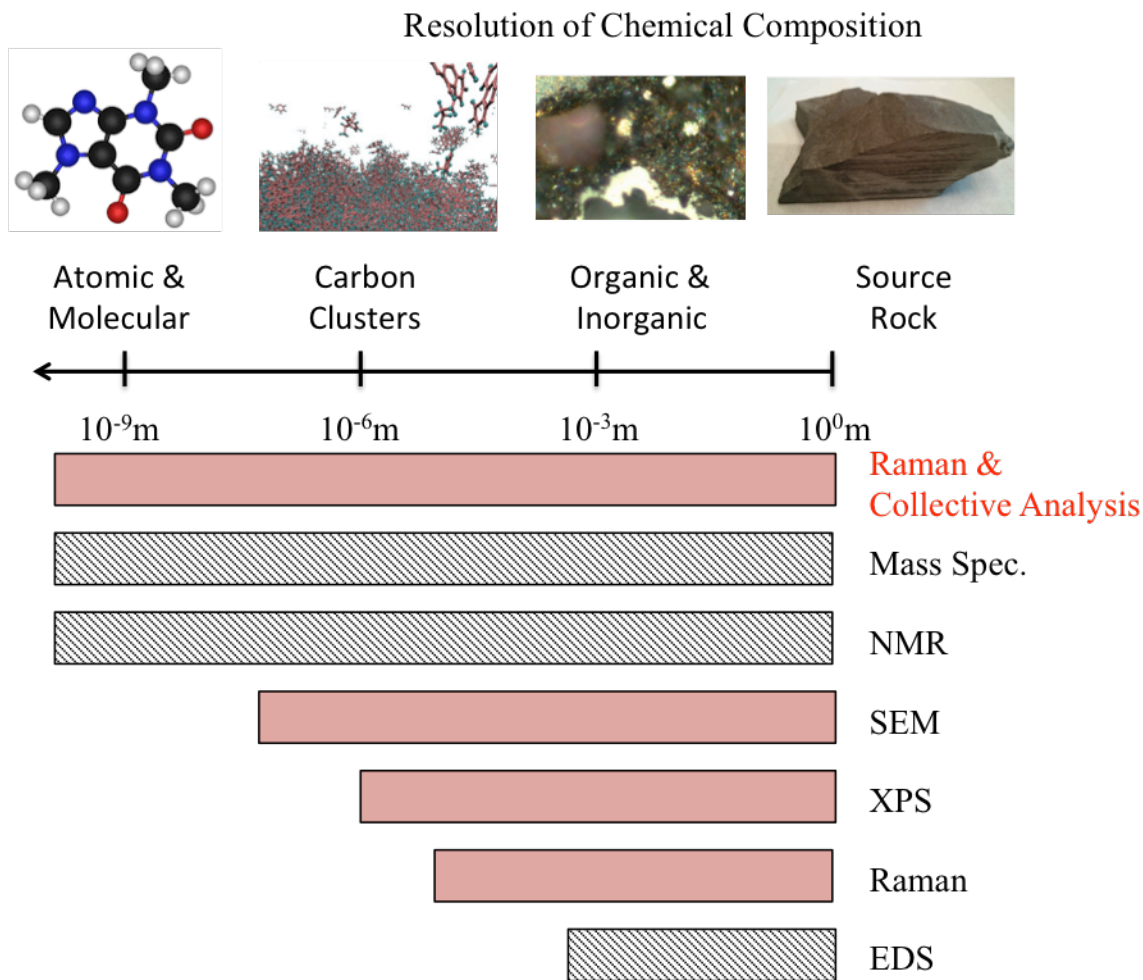 Resolution of Chemical Composition
Atomic &
Molecular
Carbon
Clusters
Organic &
Inorganic
Source
Rock
10⁻⁹m
10⁻⁶m
10⁻³m
10⁰m
Raman &
Collective Analysis
Mass Spec.
NMR
SEM
XPS
Raman
EDS